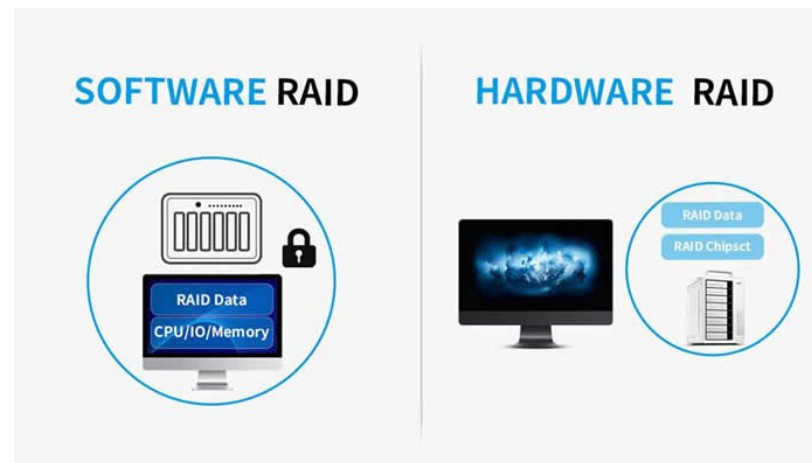 SOFTWARE RAID
RAID Data
CPU/IO/Memory
HARDWARE RAID
RAID Data
RAID Chipsct